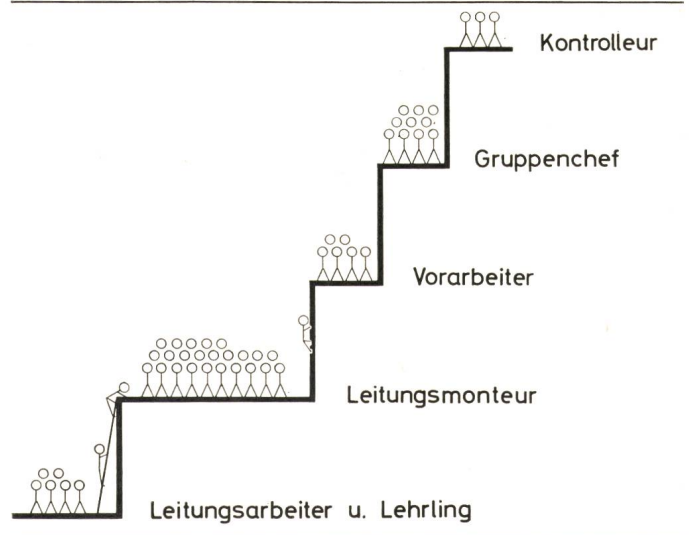 Kontrolleur
Gruppenchef
Vorarbeiter
Leitungsmonteur
Leitungsarbeiter u. Lehrling